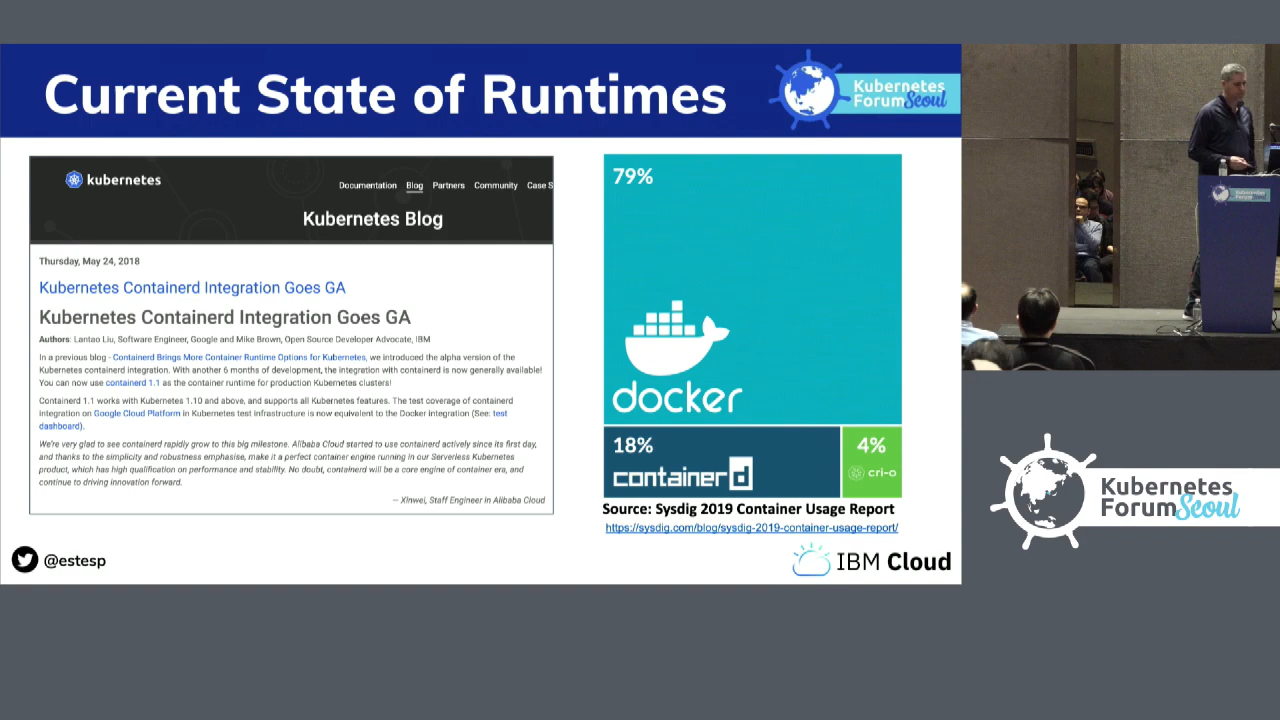 Current State of Runtimes
Kubernetes
Forum Seoul
kubernetes
Documentation Blog Partners Community Case S
Kubernetes Blog
Thursday, May 24, 2018
Kubernetes Containerd Integration Goes GA
Kubernetes Containerd Integration Goes GA
Authors: Lantao Liu, Software Engineer, Google and Mike Brown, Open Source Developer Advocate, IBM
In a previous blog - Containerd Brings More Container Runtime Options for Kubernetes, we introduced the alpha version of the
Kubernetes containerd integration. With another 6 months of development, the integration with containerd is now generally available!
You can now use containerd 1.1 as the container runtime for production Kubernetes clusters!
Containerd 1.1 works with Kubernetes 1.10 and above, and supports all Kubernetes features. The test coverage of containerd
integration on Google Cloud Platform in Kubernetes test infrastructure is now equivalent to the Docker integration (See: test
dashboard).
We're very glad to see containerd rapidly grow to this big milestone. Alibaba Cloud started to use containerd actively since its first day,
and thanks to the simplicity and robustness emphasise, make it a perfect container engine running in our Serverless Kubernetes
product, which has high qualification on performance and stability. No doubt, containerd will be a core engine of container era, and
continue to driving innovation forward.
— Xinwei, Staff Engineer in Alibaba Cloud
79%
docker
18%
containerd
4%
cri-o
Source: Sysdig 2019 Container Usage Report
https://sysdig.com/blog/sysdig-2019-container-usage-report/
@estesp
IBM Cloud
Kubernetes
Forum Seoul